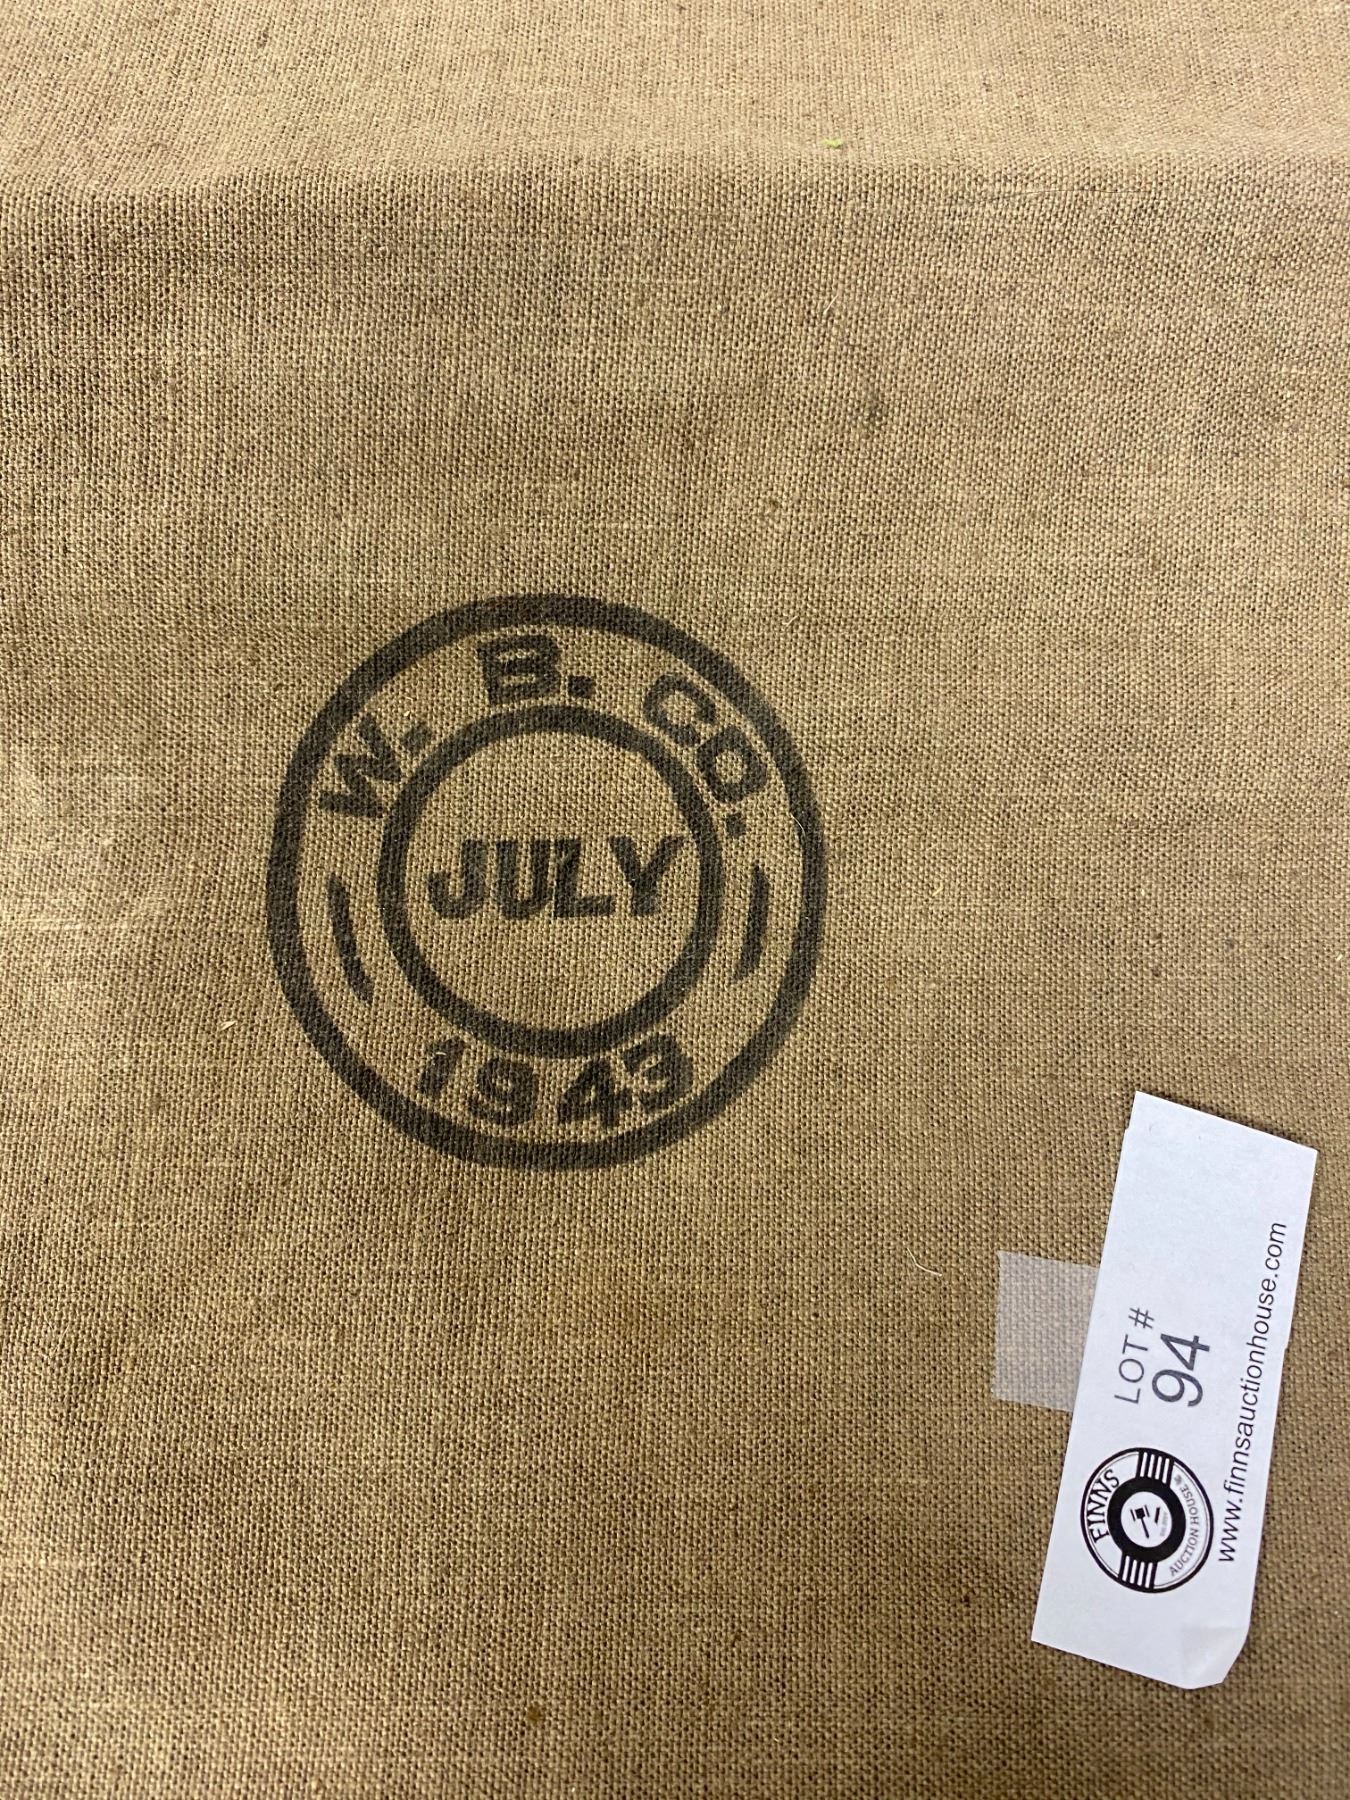 W. B. CO.
JULY
1943
LOT #
94
www.finnsauctionhouse.com
FINNS
AUCTION HOUSE